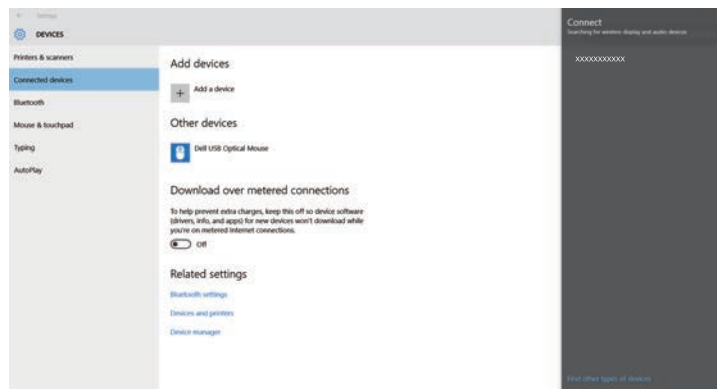 Settings
DEVICES
Printers & scanners
Connected devices
Bluetooth
Mouse & touchpad
Typing
AutoPlay
Add devices
Add a device
Other devices
Dell USB Optical Mouse
Download over metered connections
To help prevent extra charges, keep this off so device software
(drivers, info, and apps) for new devices won't download while
you're on metered Internet connections.
Off
Related settings
Bluetooth settings
Devices and printers
Device manager
Connect
Searching for wireless display and audio devices
XXXXXXXXXXX
Find other types of devices